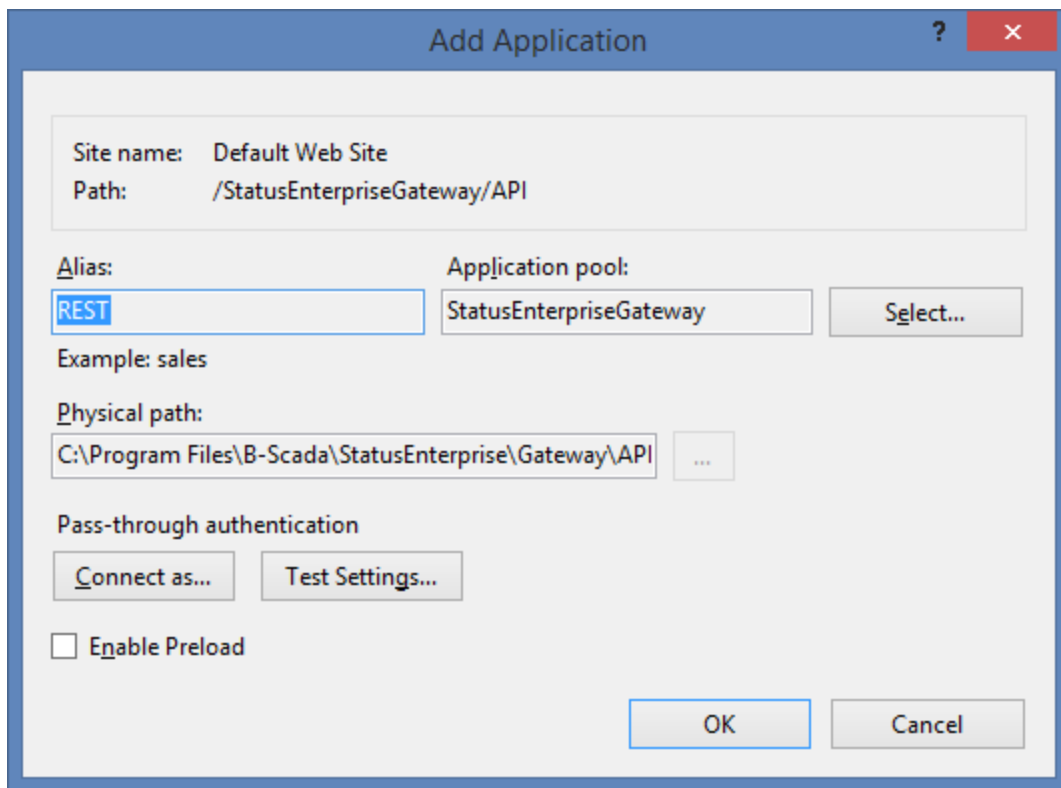 Add Application
?
Site name: Default Web Site
Path: /StatusEnterpriseGateway/API
Alias: Application pool:
REST StatusEnterpriseGateway Select...
Example: sales
Physical path:
C:\Program Files\B-Scada\StatusEnterprise\Gateway\API ...
Pass-through authentication
Connect as... Test Settings...
Enable Preload
OK Cancel